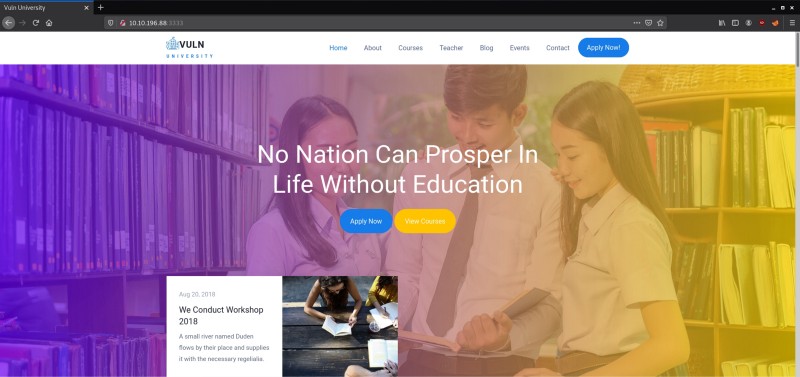 Vuln University
10.10.196.88:3333
VULN
UNIVERSITY
Home About Courses Teacher Blog Events Contact Apply Now!
No Nation Can Prosper In
Life Without Education
Apply Now View Courses
Aug 20, 2018
We Conduct Workshop
2018
A small river named Duden
flows by their place and supplies
it with the necessary regelialia.